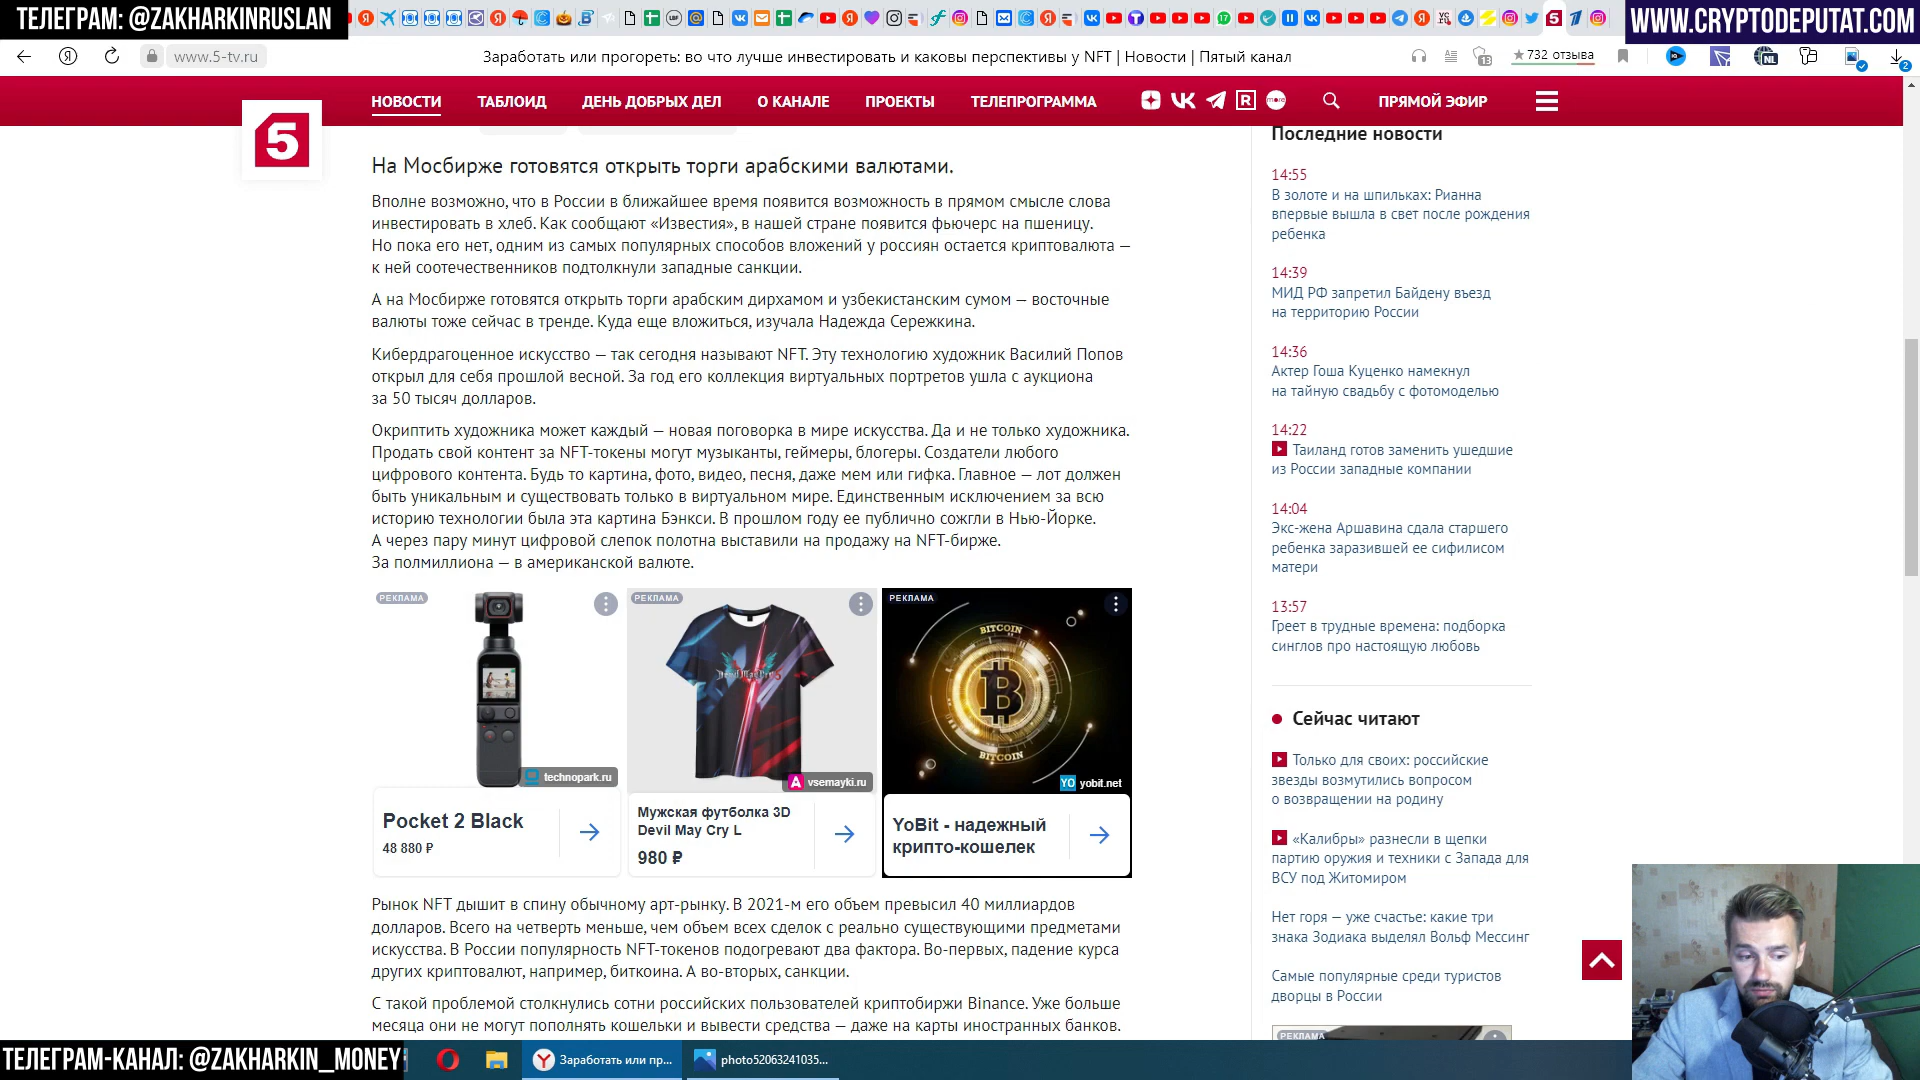 ТЕЛЕГРАМ: @ZAKHARKINRUSLAN
WWW.CRYPTODEPUTAT.COM
www.5-tv.ru
Заработать или прогореть: во что лучше инвестировать и каковы перспективы у NFT | Новости | Пятый канал
13
★732 отзыва
NL
2
5
НОВОСТИ
ТАБЛОИД
ДЕНЬ ДОБРЫХ ДЕЛ
О КАНАЛЕ
ПРОЕКТЫ
ТЕЛЕПРОГРАММА
ПРЯМОЙ ЭФИР
На Мосбирже готовятся открыть торги арабскими валютами.
Вполне возможно, что в России в ближайшее время появится возможность в прямом смысле слова
инвестировать в хлеб. Как сообщают «Известия», в нашей стране появится фьючерс на пшеницу.
Но пока его нет, одним из самых популярных способов вложений у россиян остается криптовалюта —
к ней соотечественников подтолкнули западные санкции.
А на Мосбирже готовятся открыть торги арабским дирхамом и узбекистанским сумом — восточные
валюты тоже сейчас в тренде. Куда еще вложиться, изучала Надежда Сережкина.
Кибердрагоценное искусство — так сегодня называют NFT. Эту технологию художник Василий Попов
открыл для себя прошлой весной. За год его коллекция виртуальных портретов ушла с аукциона
за 50 тысяч долларов.
Окриптить художника может каждый — новая поговорка в мире искусства. Да и не только художника.
Продать свой контент за NFT-токены могут музыканты, геймеры, блогеры. Создатели любого
цифрового контента. Будь то картина, фото, видео, песня, даже мем или гифка. Главное — лот должен
быть уникальным и существовать только в виртуальном мире. Единственным исключением за всю
историю технологии была эта картина Бэнкси. В прошлом году ее публично сожгли в Нью-Йорке.
А через пару минут цифровой слепок полотна выставили на продажу на NFT-бирже.
За полмиллиона — в американской валюте.
РЕКЛАМА
technopark.ru
Pocket 2 Black
48 880 ₽
РЕКЛАМА
Devil May Cry
vsemayki.ru
Мужская футболка 3D
Devil May Cry L
980 ₽
РЕКЛАМА
BITCOIN
BITCOIN
YO yobit.net
YoBit - надежный
крипто-кошелек
Рынок NFT дышит в спину обычному арт-рынку. В 2021-м его объем превысил 40 миллиардов
долларов. Всего на четверть меньше, чем объем всех сделок с реально существующими предметами
искусства. В России популярность NFT-токенов подогревают два фактора. Во-первых, падение курса
других криптовалют, например, биткоина. А во-вторых, санкции.
С такой проблемой столкнулись сотни российских пользователей криптобиржи Binance. Уже больше
месяца они не могут пополнять кошельки и вывести средства — даже на карты иностранных банков.
Последние новости
14:55
В золоте и на шпильках: Рианна
впервые вышла в свет после рождения
ребенка
14:39
МИД РФ запретил Байдену въезд
на территорию России
14:36
Актер Гоша Куценко намекнул
на тайную свадьбу с фотомоделью
14:22
Таиланд готов заменить ушедшие
из России западные компании
14:04
Экс-жена Аршавина сдала старшего
ребенка заразившей ее сифилисом
матери
13:57
Греет в трудные времена: подборка
синглов про настоящую любовь
Сейчас читают
Только для своих: российские
звезды возмутились вопросом
о возвращении на родину
«Калибры» разнесли в щепки
партию оружия и техники с Запада для
ВСУ под Житомиром
Нет горя — уже счастье: какие три
знака Зодиака выделял Вольф Мессинг
Самые популярные среди туристов
дворцы в России
РЕКЛАМА
ТЕЛЕГРАМ-КАНАЛ: @ZAKHARKIN_MONEY
Заработать или пр...
photo52063241035...